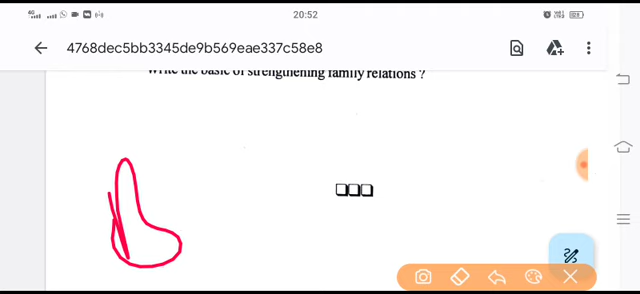 20:52
4768dec5bb3345de9b569eae337c58e8
Write the basic of strengthening family relations ?